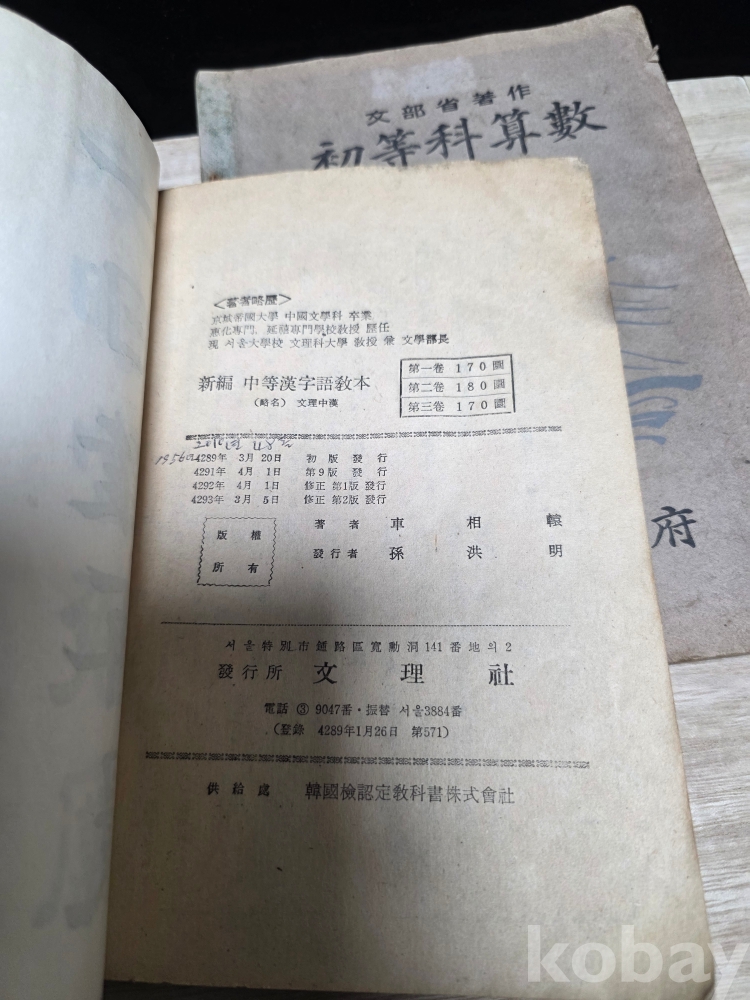 文部省著作
初等科算數
府
<著者略歷>
京城帝國大學 中國文學科 卒業
惠化專門、延禧專門學校敎授 歷任
現 서울大學校 文理科大學 敎授 兼 文學部長
新編 中等漢字語敎本
(略名) 文理中漢
第一卷 170圜
第二卷 180圜
第三卷 170圜
4289年 3月 20日 初版 發行
4291年 4月 1日 第9版 發行
4292年 4月 1日 修正 第1版 發行
4293年 3月 5日 修正 第2版 發行
版權
所有
著者 車相轅
發行者 孫洪明
서울特別市鍾路區寬勳洞141番地의2
發行所 文理社
電話 ③ 9047番·振替 서울3884番
(登錄 4289年1月26日 第571)
供給處 韓國檢認定敎科書株式會社
kobay